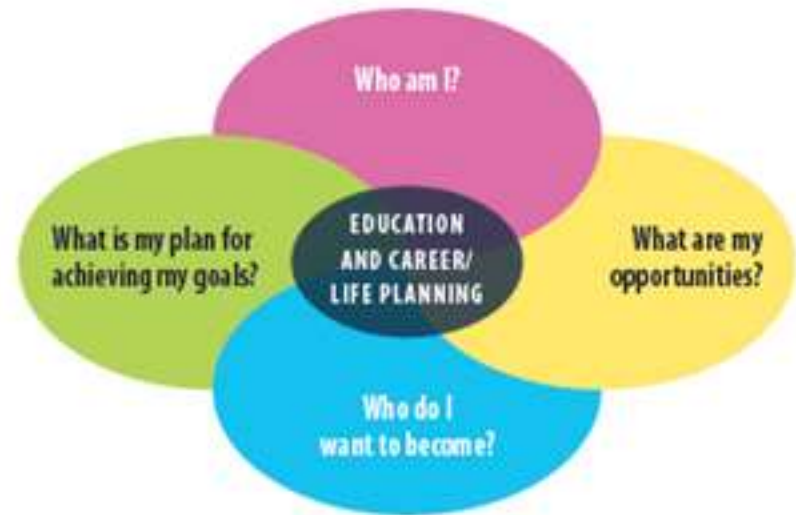 Who am I?
What is my plan for
achieving my goals?
EDUCATION
AND CAREER/
LIFE PLANNING
What are my
opportunities?
Who do I
want to become?